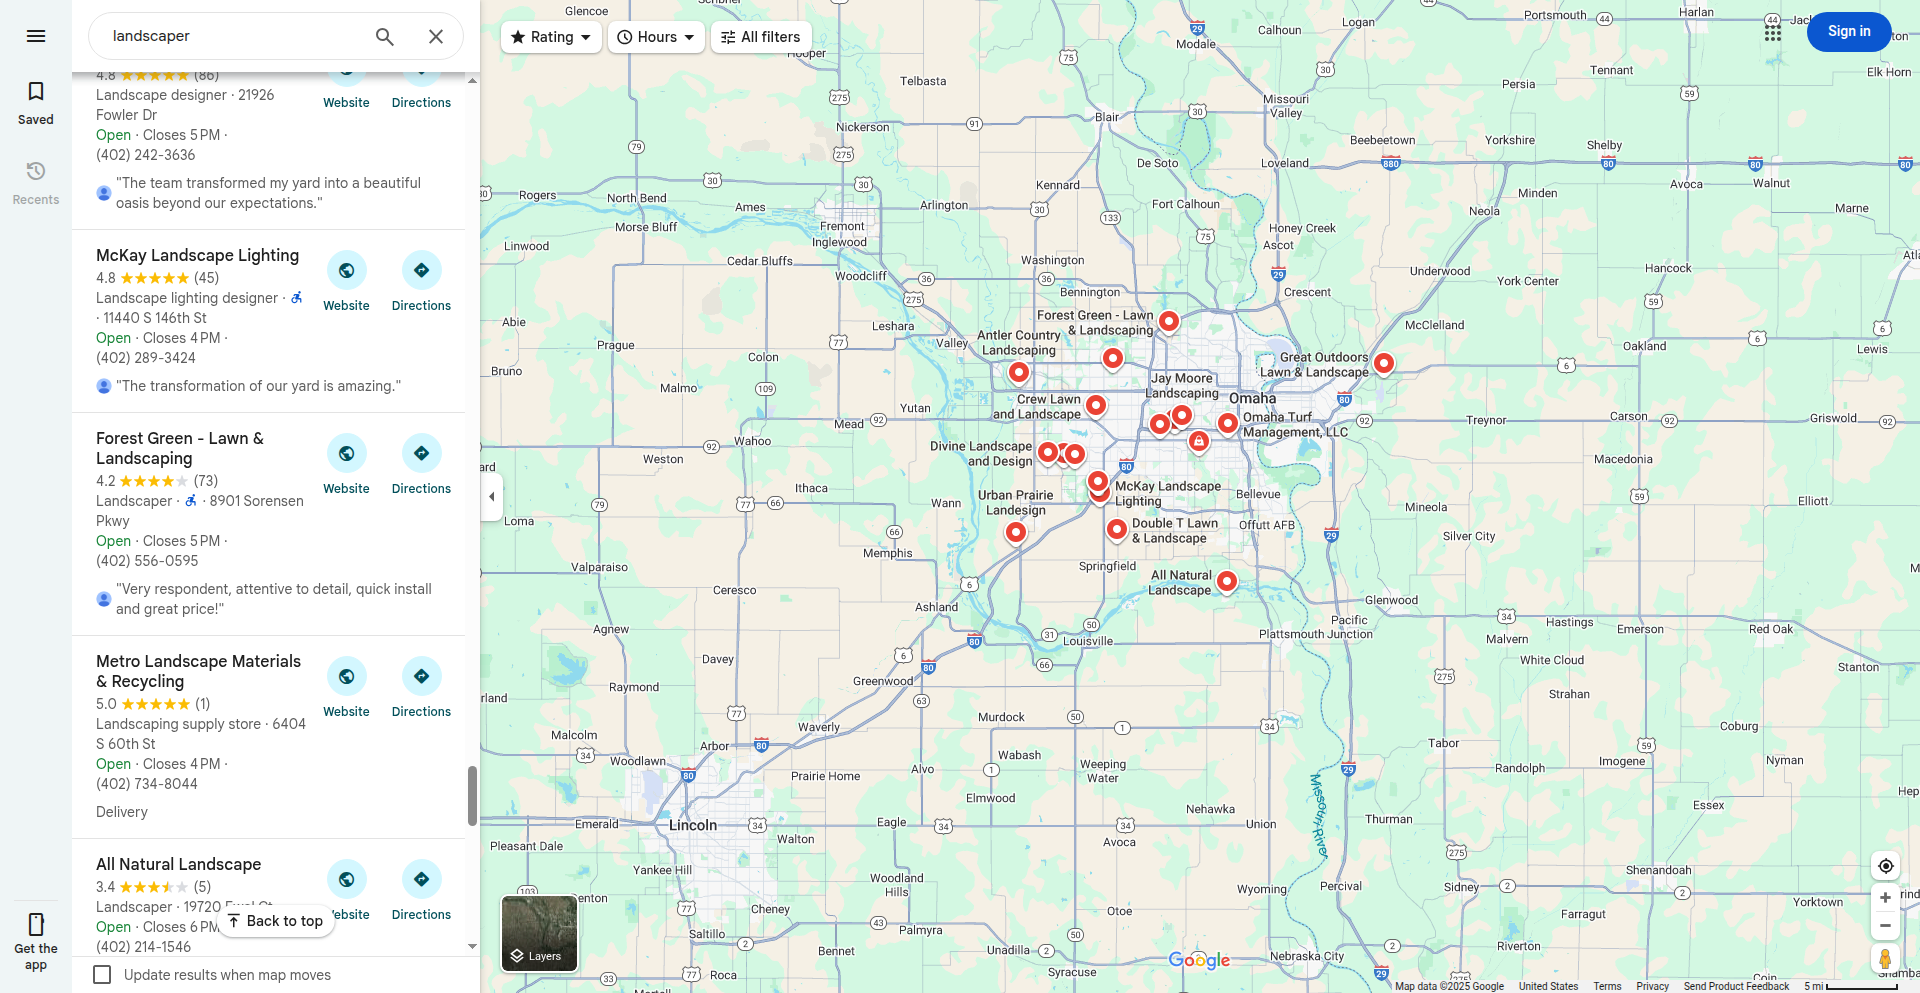 landscaper
Saved
Recents
Get the
app
4.8 (86)
Landscape designer · 21926
Fowler Dr
Open · Closes 5 PM ·
(402) 242-3636
"The team transformed my yard into a beautiful
oasis beyond our expectations."
Website
Directions
McKay Landscape Lighting
4.8 (45)
Landscape lighting designer ·
· 11440 S 146th St
Open · Closes 4 PM ·
(402) 289-3424
"The transformation of our yard is amazing."
Website
Directions
Forest Green - Lawn &
Landscaping
4.2 (73)
Landscaper · · 8901 Sorensen
Pkwy
Open · Closes 5 PM ·
(402) 556-0595
"Very respondent, attentive to detail, quick install
and great price!"
Website
Directions
Metro Landscape Materials
& Recycling
5.0 (1)
Landscaping supply store · 6404
S 60th St
Open · Closes 4 PM ·
(402) 734-8044
Delivery
Website
Directions
All Natural Landscape
3.4 (5)
Landscaper · 19720
Open · Closes 6 PM
(402) 214-1546
Directions
Back to top
Update results when map moves
Rating
Hours
All filters
Sign in
Glencoe
Hooper
Telbasta
Nickerson
Modale
Logan
Calhoun
Portsmouth
Harlan
Tennant
Elk Horn
Persia
Missouri
Valley
Blair
De Soto
Loveland
Beebeetown
Yorkshire
Shelby
Avoca
Walnut
Minden
Neola
Marne
Rogers
North Bend
Ames
Arlington
Kennard
Fort Calhoun
Morse Bluff
Fremont
Inglewood
Linwood
Cedar Bluffs
Woodcliff
Washington
Honey Creek
Ascot
Underwood
Hancock
York Center
Bennington
Crescent
Abie
Leshara
Valley
McClelland
Prague
Colon
Oakland
Lewis
Bruno
Malmo
Yutan
Mead
Wahoo
Weston
Omaha
Treynor
Carson
Griswold
Macedonia
Ithaca
Wann
Bellevue
Offutt AFB
Mineola
Elliott
Loma
Silver City
Memphis
Valparaiso
Ceresco
Springfield
Ashland
Glenwood
Pacific
Plattsmouth Junction
Louisville
Malvern
Hastings
Emerson
Red Oak
Stanton
White Cloud
Agnew
Davey
Raymond
Greenwood
Strahan
Murdock
Malcolm
Waverly
Arbor
Wabash
Weeping
Water
Coburg
Tabor
Woodlawn
Prairie Home
Alvo
Randolph
Imogene
Nyman
Elmwood
Nehawka
Essex
Emerald
Lincoln
Walton
Eagle
Avoca
Union
Thurman
Missouri River
Pleasant Dale
Yankee Hill
Woodland
Hills
Wyoming
Percival
Sidney
Shenandoah
Yorktown
Farragut
Cheney
Otoe
Saltillo
Palmyra
Bennet
Unadilla
Nebraska City
Riverton
Roca
Syracuse
Coin
Forest Green - Lawn
& Landscaping
Antler Country
Landscaping
Great Outdoors
Lawn & Landscape
Jay Moore
Landscaping
Crew Lawn
and Landscape
Omaha Turf
Management, LLC
Divine Landscape
and Design
McKay Landscape
Lighting
Urban Prairie
Landesign
Double T Lawn
& Landscape
All Natural
Landscape
Layers
Google
Map data ©2025 Google
United States
Terms
Privacy
Send Product Feedback
5 mi